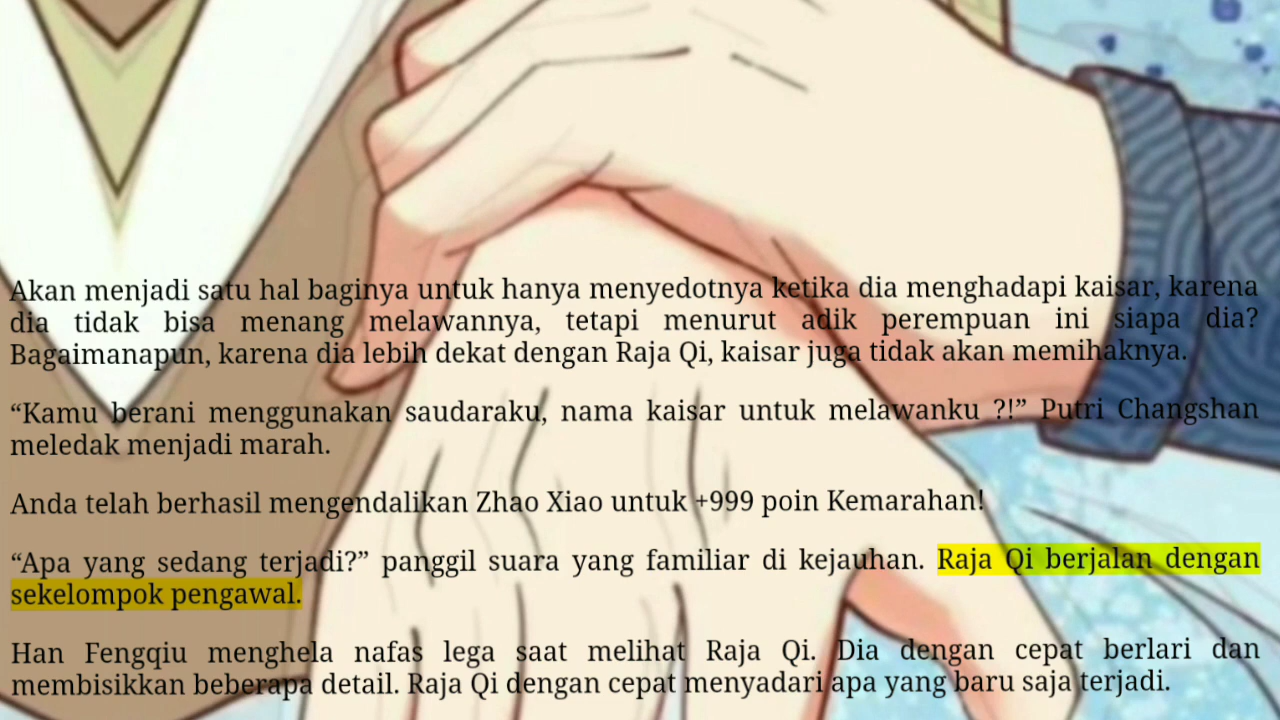 Akan menjadi satu hal baginya untuk hanya menyedotnya ketika dia menghadapi kaisar, karena
dia tidak bisa menang melawannya, tetapi menurut adik perempuan ini siapa dia?
Bagaimanapun, karena dia lebih dekat dengan Raja Qi, kaisar juga tidak akan memihaknya.
“Kamu berani menggunakan saudaraku, nama kaisar untuk melawanku ?!” Putri Changshan
meledak menjadi marah.
Anda telah berhasil mengendalikan Zhao Xiao untuk +999 poin Kemarahan!
“Apa yang sedang terjadi?” panggil suara yang familiar di kejauhan. Raja Qi berjalan dengan
sekelompok pengawal.
Han Fengqiu menghela nafas lega saat melihat Raja Qi. Dia dengan cepat berlari dan
membisikkan beberapa detail. Raja Qi dengan cepat menyadari apa yang baru saja terjadi.